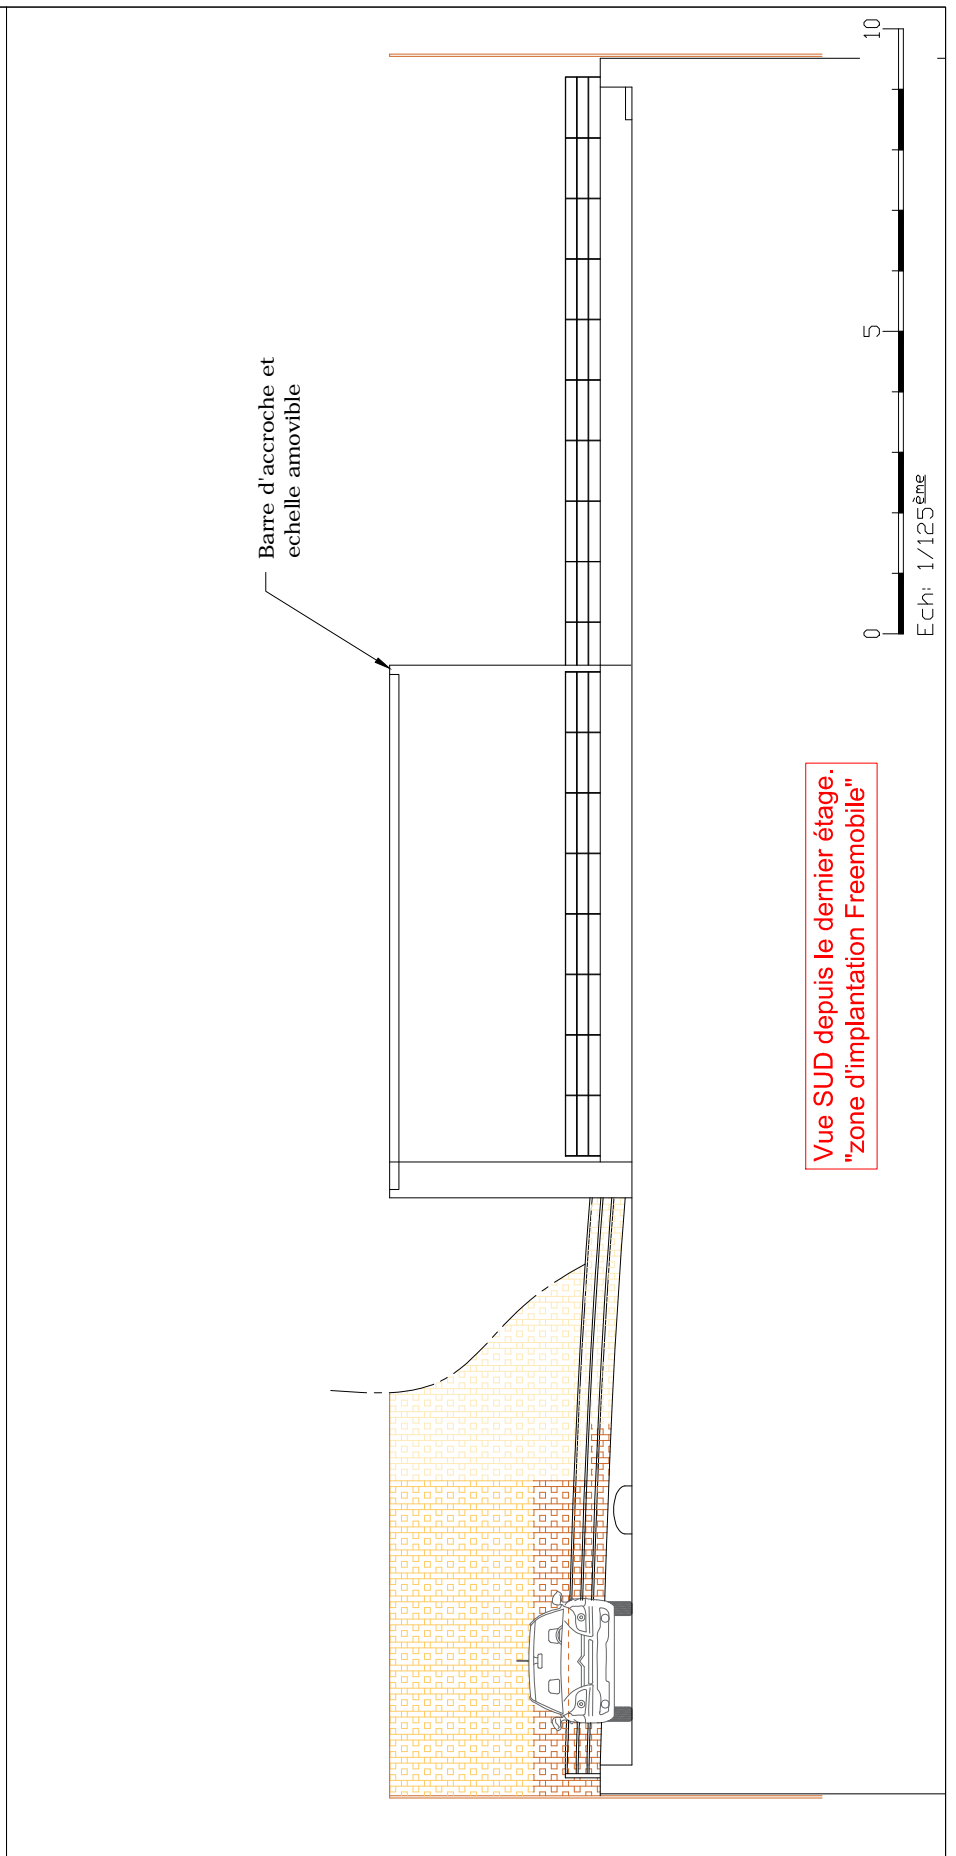 Barre d'accroche et
echelle amovible
0 5 10
Ech: 1/125ème
Vue SUD depuis le dernier étage.
"zone d'implantation Freemobile"